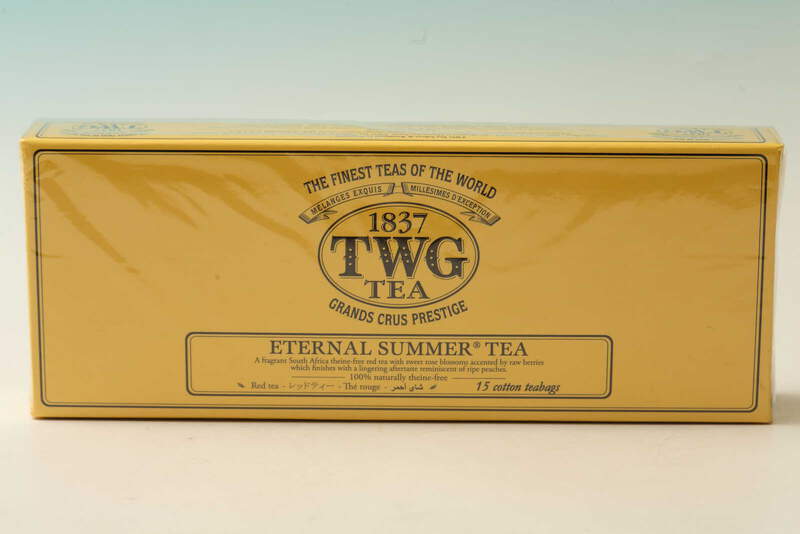 THE FINEST TEAS OF THE WORLD
MELANGES EXQUIS MILLESIMES D'EXCEPTION
1837
TWG
TEA
GRANDS CRUS PRESTIGE
ETERNAL SUMMER® TEA
A fragrant South Africa theine-free red tea with sweet rose blossoms accented by raw berries
which finishes with a lingering aftertaste reminiscent of ripe peaches.
100% naturally theine-free
Red tea - レッドティー - Thé rouge - شاي أحمر
15 cotton teabags